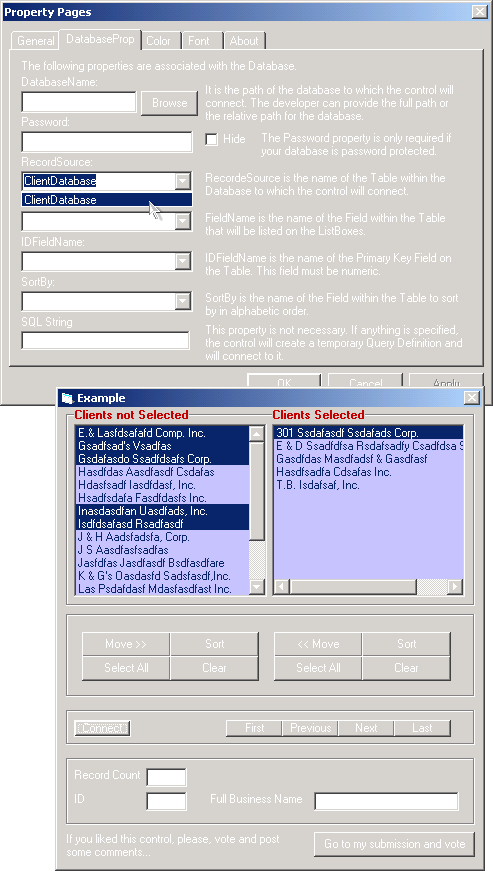 Property Pages
General DatabaseProp Color Font About
The following properties are associated with the Database.
DatabaseName:
Browse
It is the path of the database to which the control will
connect. The developer can provide the full path or
the relative path for the database.
Password:
Hide
The Password property is only required if
your database is password protected.
RecordSource:
ClientDatabase
ClientDatabase
RecordeSource is the name of the Table within the
Database to which the control will connect.
FieldName is the name of the Field within the Table
that will be listed on the ListBoxes.
IDFieldName:
IDFieldName is the name of the Primary Key Field on
the Table. This field must be numeric.
SortBy:
SortBy is the name of the Field within the Table to sort
by in alphabetic order.
SQL String
This property is not necessary. If anything is specified,
the control will create a temporary Query Definition and
will connect to it.
OK Cancel Apply
Example
Clients not Selected
E.& Lasfdsafafd Comp. Inc.
Gsadfsad's Vsadfas
Gsdafasdo Ssadfdsafs Corp.
Hasdfdas Aasdfasdf Csdafas
Hdasfsadf Iasdfdasf, Inc.
Hsadfsdafa Fasdfdasfs Inc.
Inasdasdfan Uasdfads, Inc.
Isdfdsafasd Rsadfasdf
J & H Aadsfadsfa, Corp.
J S Aasdfasfsadfas
Jasfdfas Jasdfasdf Bsdfasdfare
K & G's Oasdasfd Sadsfasdf,Inc.
Las Psdafdasf Mdasfasdfast Inc.
Clients Selected
301 Ssdafasdf Ssdafads Corp.
E & D Ssadfdsa Rsdafsadfy Csadfdsa S
Gasdfdas Masdfadsf & Gasdfasf
Hasdfsadfa Cdsafas Inc.
T.B. Isdafsaf, Inc.
Move >> Sort
Select All Clear
<< Move Sort
Select All Clear
Connect
First Previous Next Last
Record Count
ID
Full Business Name
If you liked this control, please, vote and post
some comments...
Go to my submission and vote